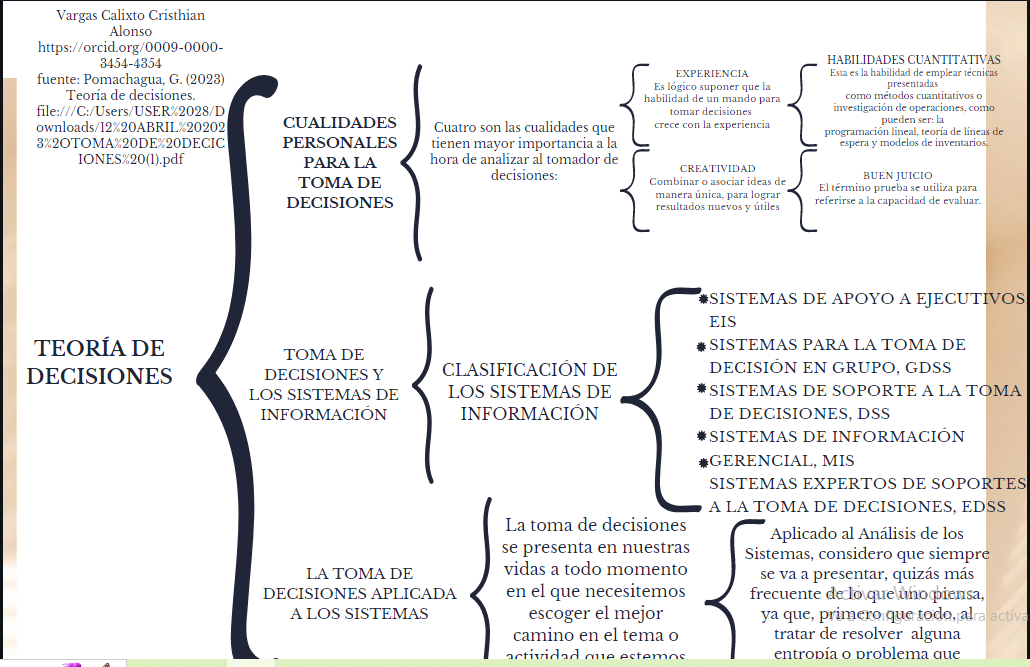 Vargas Calixto Cristhian
Alonso
https://orcid.org/0009-0000-
3454-4354
fuente: Pomachagua, G. (2023)
Teoría de decisiones.
file:///C:/Users/USER%2028/D
ownloads/12%20ABRIL%20202
3%2OTOMA%20DE%20DECIC
IONES%20(1).pdf
TEORÍA DE
DECISIONES
CUALIDADES
PERSONALES
PARA LA
TOMA DE
DECISIONES
Cuatro son las cualidades que
tienen mayor importancia a la
hora de analizar al tomador de
decisiones:
EXPERIENCIA
Es lógico suponer que la
habilidad de un mando para
tomar decisiones
crece con la experiencia
HABILIDADES CUANTITATIVAS
Esta es la habilidad de emplear técnicas
presentadas
como métodos cuantitativos o
investigación de operaciones, como
pueden ser: la
programación lineal, teoría de líneas de
espera y modelos de inventarios.
CREATIVIDAD
Combinar o asociar ideas de
manera única, para lograr
resultados nuevos y útiles
BUEN JUICIO
El término prueba se utiliza para
referirse a la capacidad de evaluar.
TOMA DE
DECISIONES Y
LOS SISTEMAS DE
INFORMACIÓN
CLASIFICACIÓN DE
LOS SISTEMAS DE
INFORMACIÓN
SISTEMAS DE APOYO A EJECUTIVOS
EIS
SISTEMAS PARA LA TOMA DE
DECISIÓN EN GRUPO, GDSS
SISTEMAS DE SOPORTE A LA TOMA
DE DECISIONES, DSS
SISTEMAS DE INFORMACIÓN
GERENCIAL, MIS
SISTEMAS EXPERTOS DE SOPORTES
A LA TOMA DE DECISIONES, EDSS
LA TOMA DE
DECISIONES APLICADA
A LOS SISTEMAS
La toma de decisiones
se presenta en nuestras
vidas a todo momento
en el que necesitemos
escoger el mejor
camino en el tema o
actividad que estemos
Aplicado al Análisis de los
Sistemas, considero que siempre
se va a presentar, quizás más
frecuente de lo que uno piensa,
ya que, primero que todo, al
tratar de resolver alguna
entropía o problema que
Activar Windows
Ve a Configuración para activa